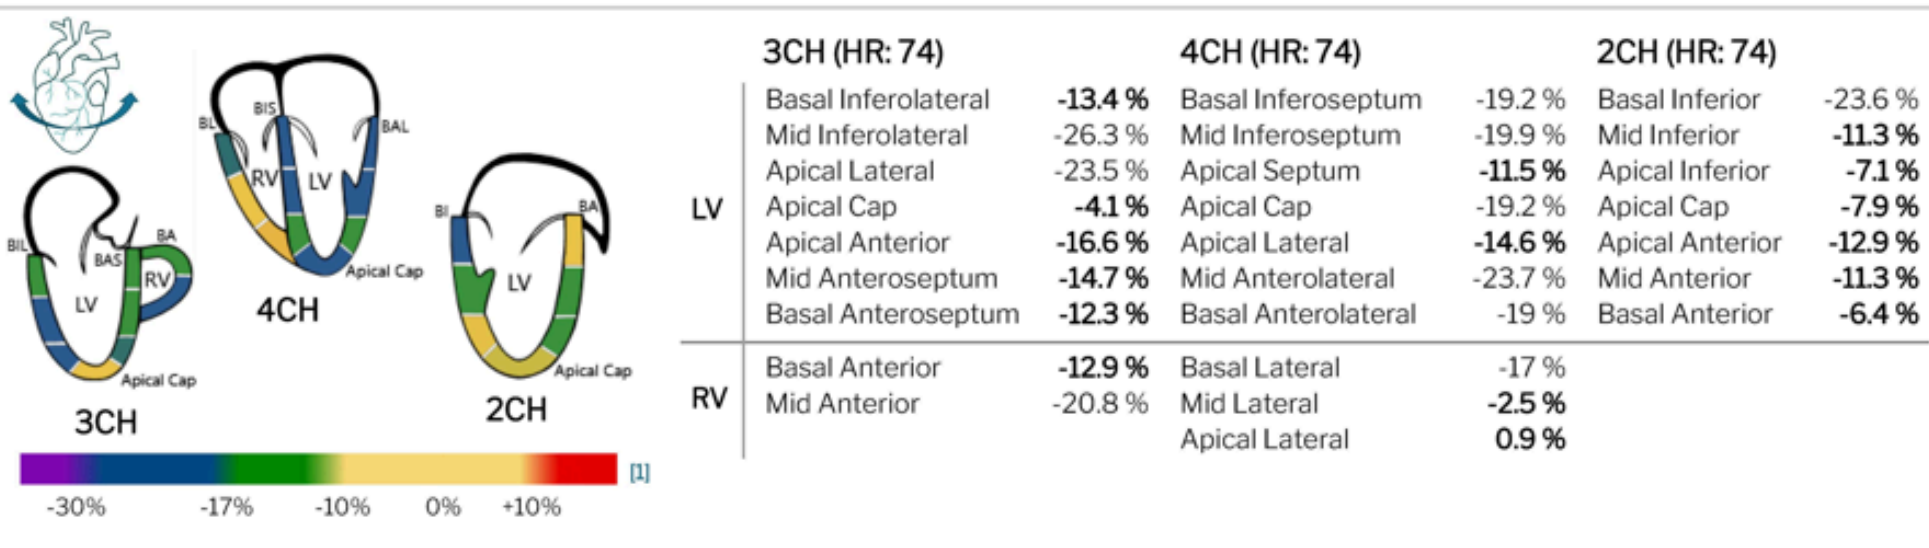 3CH (HR: 74) 4CH (HR: 74) 2CH (HR: 74)
LV
Basal Inferolateral -13.4 % Basal Inferoseptum -19.2 % Basal Inferior -23.6 %
Mid Inferolateral -26.3 % Mid Inferoseptum -19.9 % Mid Inferior -11.3 %
Apical Lateral -23.5 % Apical Septum -11.5 % Apical Inferior -7.1 %
Apical Cap -4.1 % Apical Cap -19.2 % Apical Cap -7.9 %
Apical Anterior -16.6 % Apical Lateral -14.6 % Apical Anterior -12.9 %
Mid Anteroseptum -14.7 % Mid Anterolateral -23.7 % Mid Anterior -11.3 %
Basal Anteroseptum -12.3 % Basal Anterolateral -19 % Basal Anterior -6.4 %
RV
Basal Anterior -12.9 % Basal Lateral -17 %
Mid Anterior -20.8 % Mid Lateral -2.5 %
Apical Lateral 0.9 %
BIL
LV
BAS
BA
RV
Apical Cap
3CH
BL
BIS
BAL
RV
LV
Apical Cap
4CH
BI
BA
LV
Apical Cap
2CH
[1]
-30% -17% -10% 0% +10%